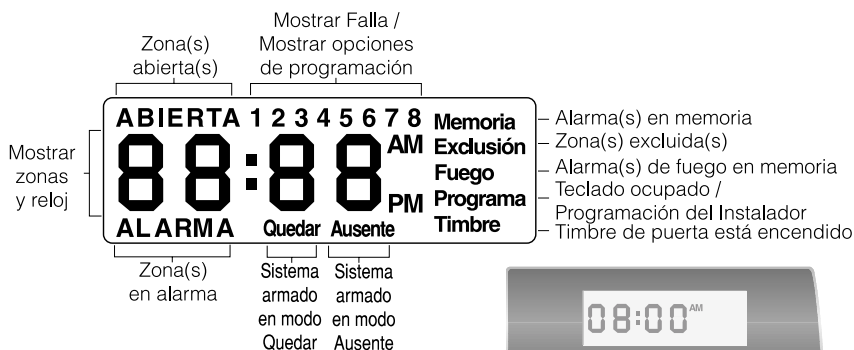 Mostrar Falla /
Mostrar opciones
de programación
Zona(s)
abierta(s)
ABIERTA 1 2 3 4 5 6 7 8
88:88
AM
PM
ALARMA
Quedar
Ausente
Memoria
Exclusión
Fuego
Programa
Timbre
Mostrar
zonas
y reloj
Alarma(s) en memoria
Zona(s) excluida(s)
Alarma(s) de fuego en memoria
Teclado ocupado /
Programación del Instalador
Timbre de puerta está encendido
Zona(s)
en alarma
Sistema
armado
en modo
Quedar
Sistema
armado
en modo
Ausente
08:00 AM